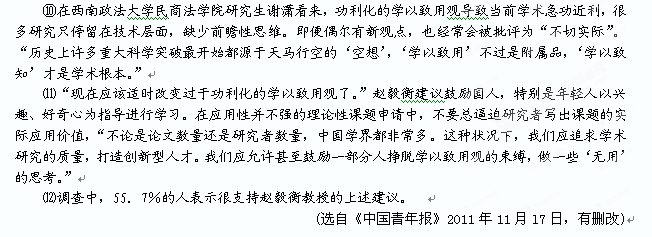 ⑽在西南政法大学民商法学院研究生谢潇看来，功利化的学以致用观导致当前学术急功近利，很
多研究只停留在技术层面，缺少前瞻性思维。即便偶尔有新观点，也经常会被批评为“不切实际”。
“历史上许多重大科学突破最开始都源于天马行空的‘空想’，‘学以致用’不过是附属品，‘学以致
知’才是学术根本。”
⑾“现在应该适时改变过于功利化的学以致用观了。”赵毅衡建议鼓励国人，特别是年轻人以兴
趣、好奇心为指导进行学习。在应用性并不强的理论性课题申请中，不要总逼迫研究者写出课题的实
际应用价值，“不论是论文数量还是研究者数量，中国学界都非常多。这种状况下，我们应追求学术
研究的质量，打造创新型人才。我们应允许甚至鼓励一部分人挣脱学以致用观的束缚，做一些‘无用’
的思考。”
⑿调查中，55．7%的人表示很支持赵毅衡教授的上述建议。
(选自《中国青年报》2011年11月17日，有删改)